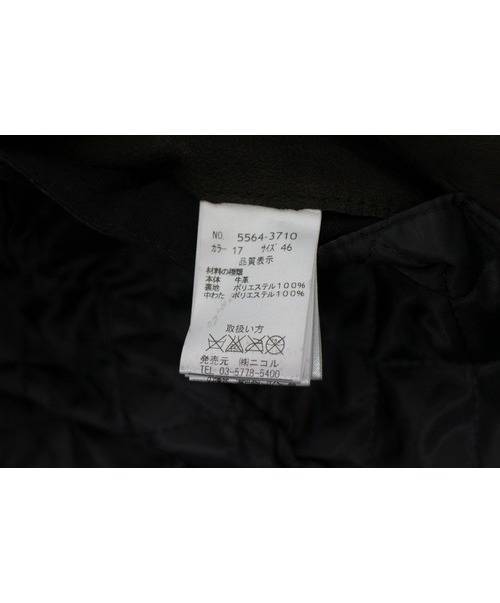 NO. 5564-3710
カラー 17 サイズ 46
品質表示
材料の種類
本体 牛革
裏地 ポリエステル100%
中わた ポリエステル100%
取扱い方
発売元 ㈱ニコル
TEL 03-5778-5400